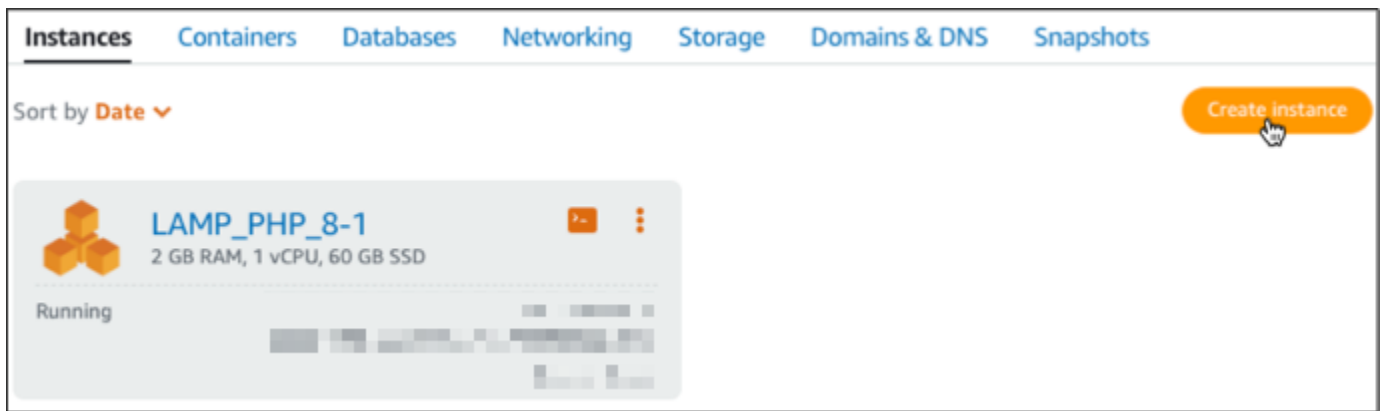 Instances Containers Databases Networking Storage Domains & DNS Snapshots
Sort by Date
Create instance
LAMP_PHP_8-1
2 GB RAM, 1 vCPU, 60 GB SSD
Running